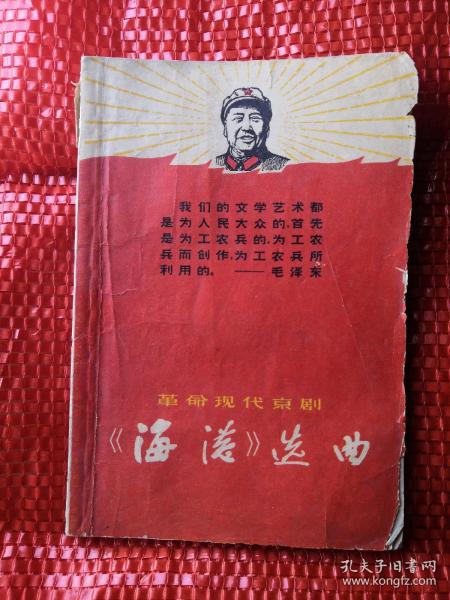 我们的文学艺术都
是为人民大众的,首先
是为工农兵的,为工农
兵而创作,为工农兵所
利用的。——毛泽东
革命现代京剧
《海港》选曲
孔夫子旧书网
www.kongfz.com